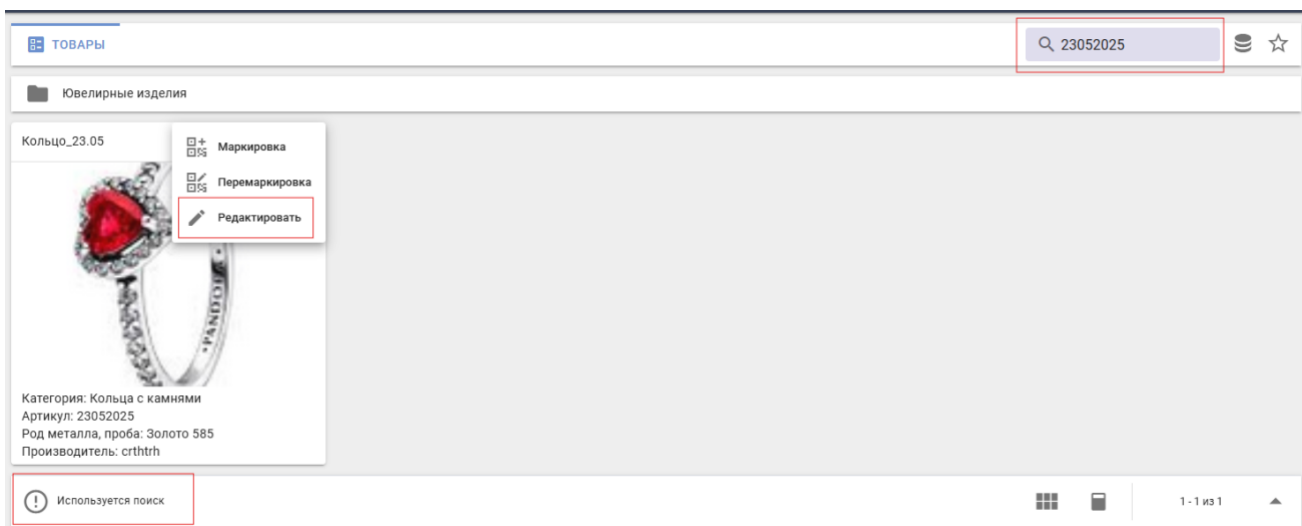 ТОВАРЫ
23052025
Ювелирные изделия
Кольцо_23.05
Маркировка
Перемаркировка
Редактировать
PANDOR
Категория: Кольца с камнями
Артикул: 23052025
Род металла, проба: Золото 585
Производитель: crthtrh
Используется поиск
1 - 1 из 1